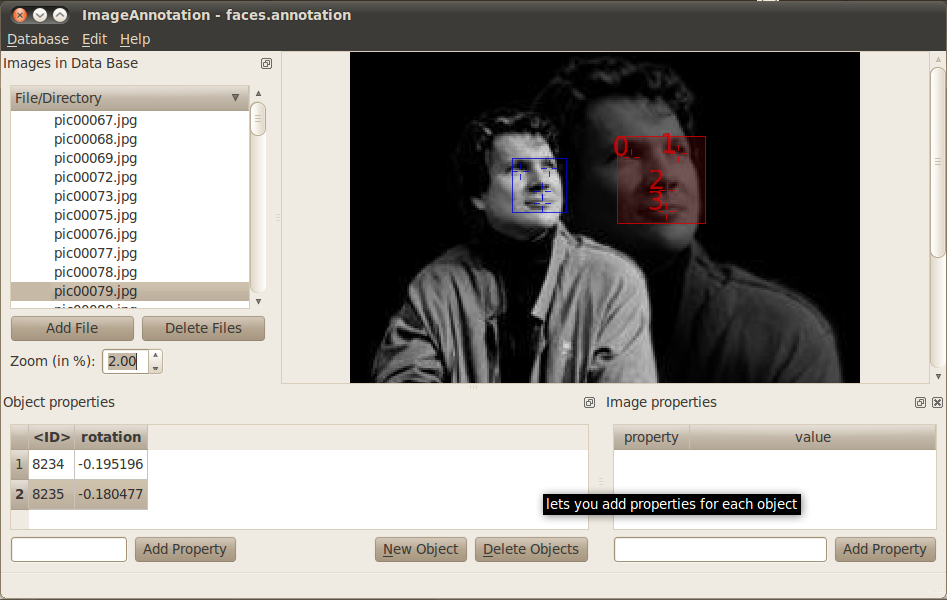 ImageAnnotation - faces.annotation
Database Edit Help
Images in Data Base
File/Directory
pic00067.jpg
pic00068.jpg
pic00069.jpg
pic00072.jpg
pic00073.jpg
pic00075.jpg
pic00076.jpg
pic00077.jpg
pic00078.jpg
pic00079.jpg
Add File Delete Files
Zoom (in %): 2.00
0 1
2
3
Object properties
<ID> rotation
1 8234 -0.195196
2 8235 -0.180477
Add Property New Object Delete Objects
Image properties
property value
lets you add properties for each object
Add Property